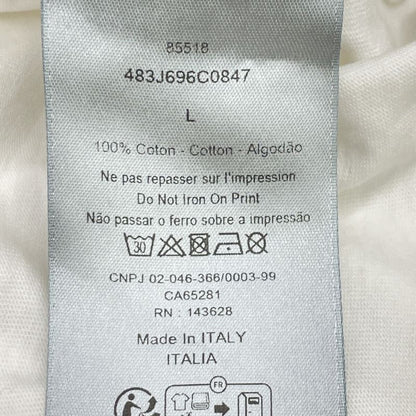 85518
483J696C0847
L
100% Coton - Cotton - Algodão
Ne pas repasser sur l'impression
Do Not Iron On Print
Não passar o ferro sobre a impressão
30
CNPJ 02-046-366/0003-99
CA65281
RN : 143628
Made In ITALY
ITALIA
FR